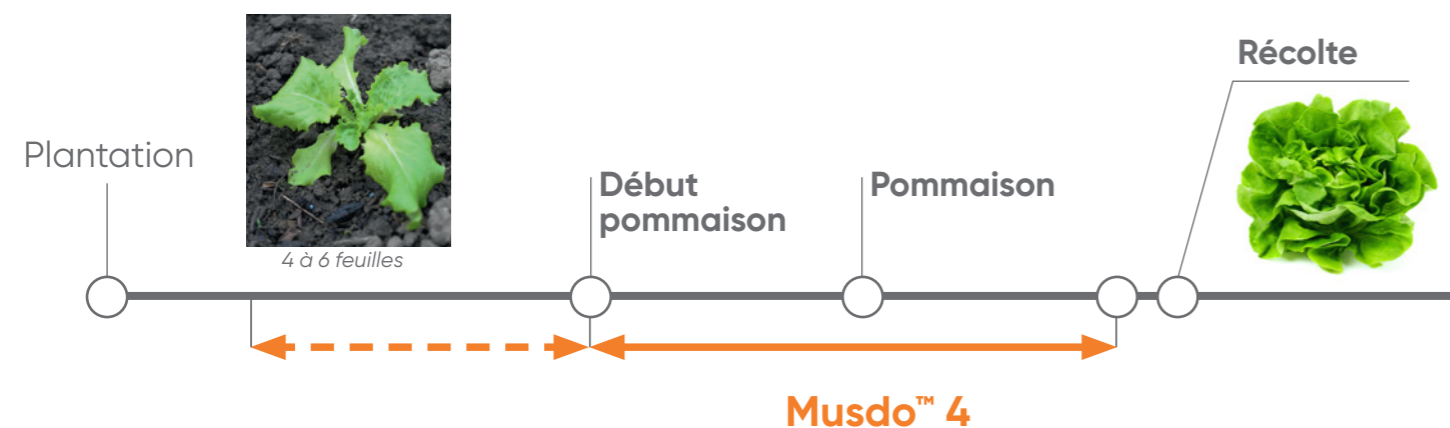 Plantation
4 à 6 feuilles
Début
pommaison
Pommaison
Récolte
Musdo™ 4